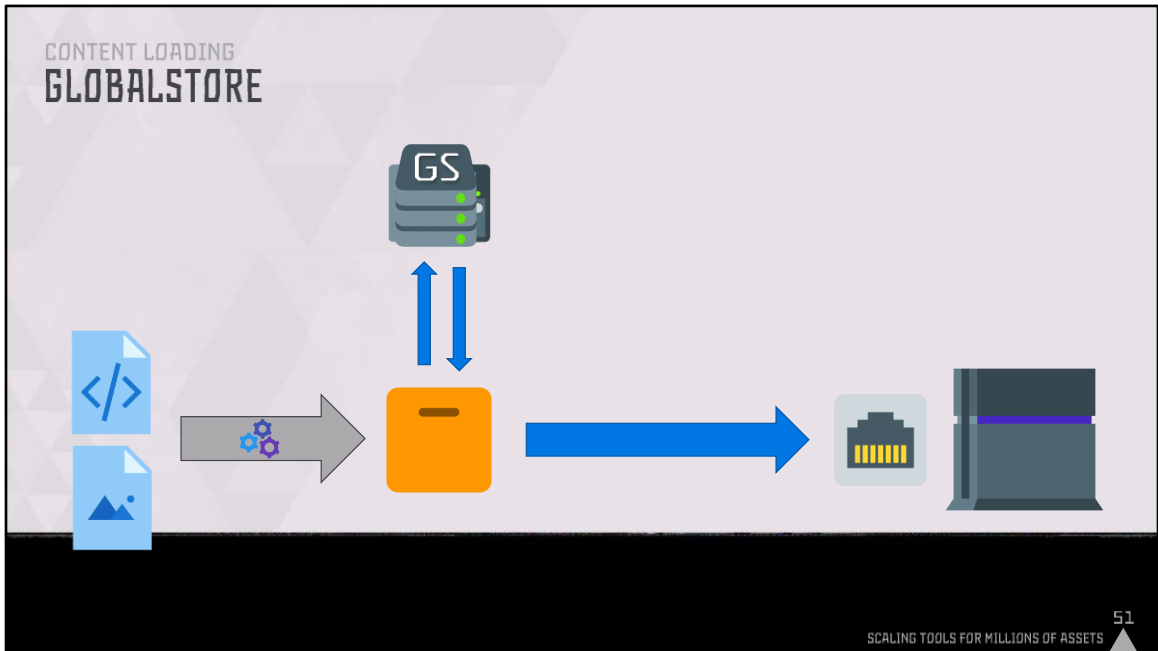 CONTENT LOADING
GLOBALSTORE
GS
</>
51
SCALING TOOLS FOR MILLIONS OF ASSETS